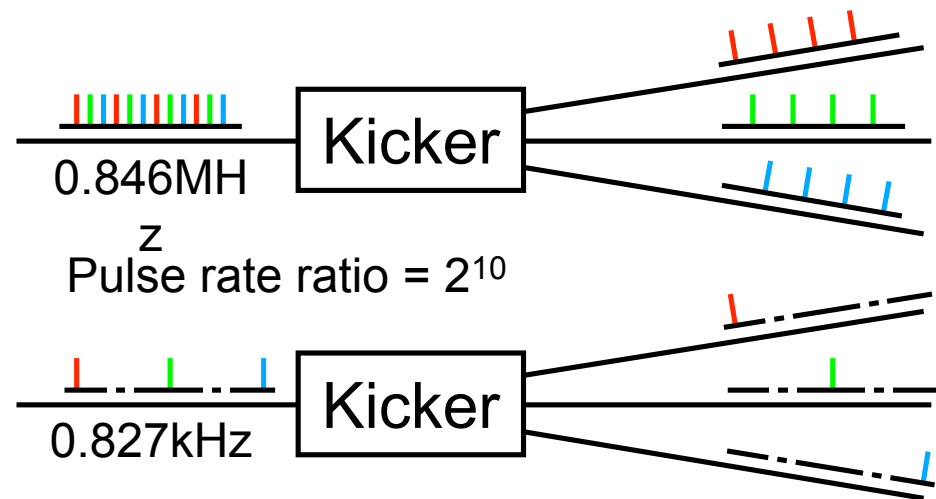 Kicker
0.846MH
z
Pulse rate ratio = 2¹⁰
Kicker
0.827kHz